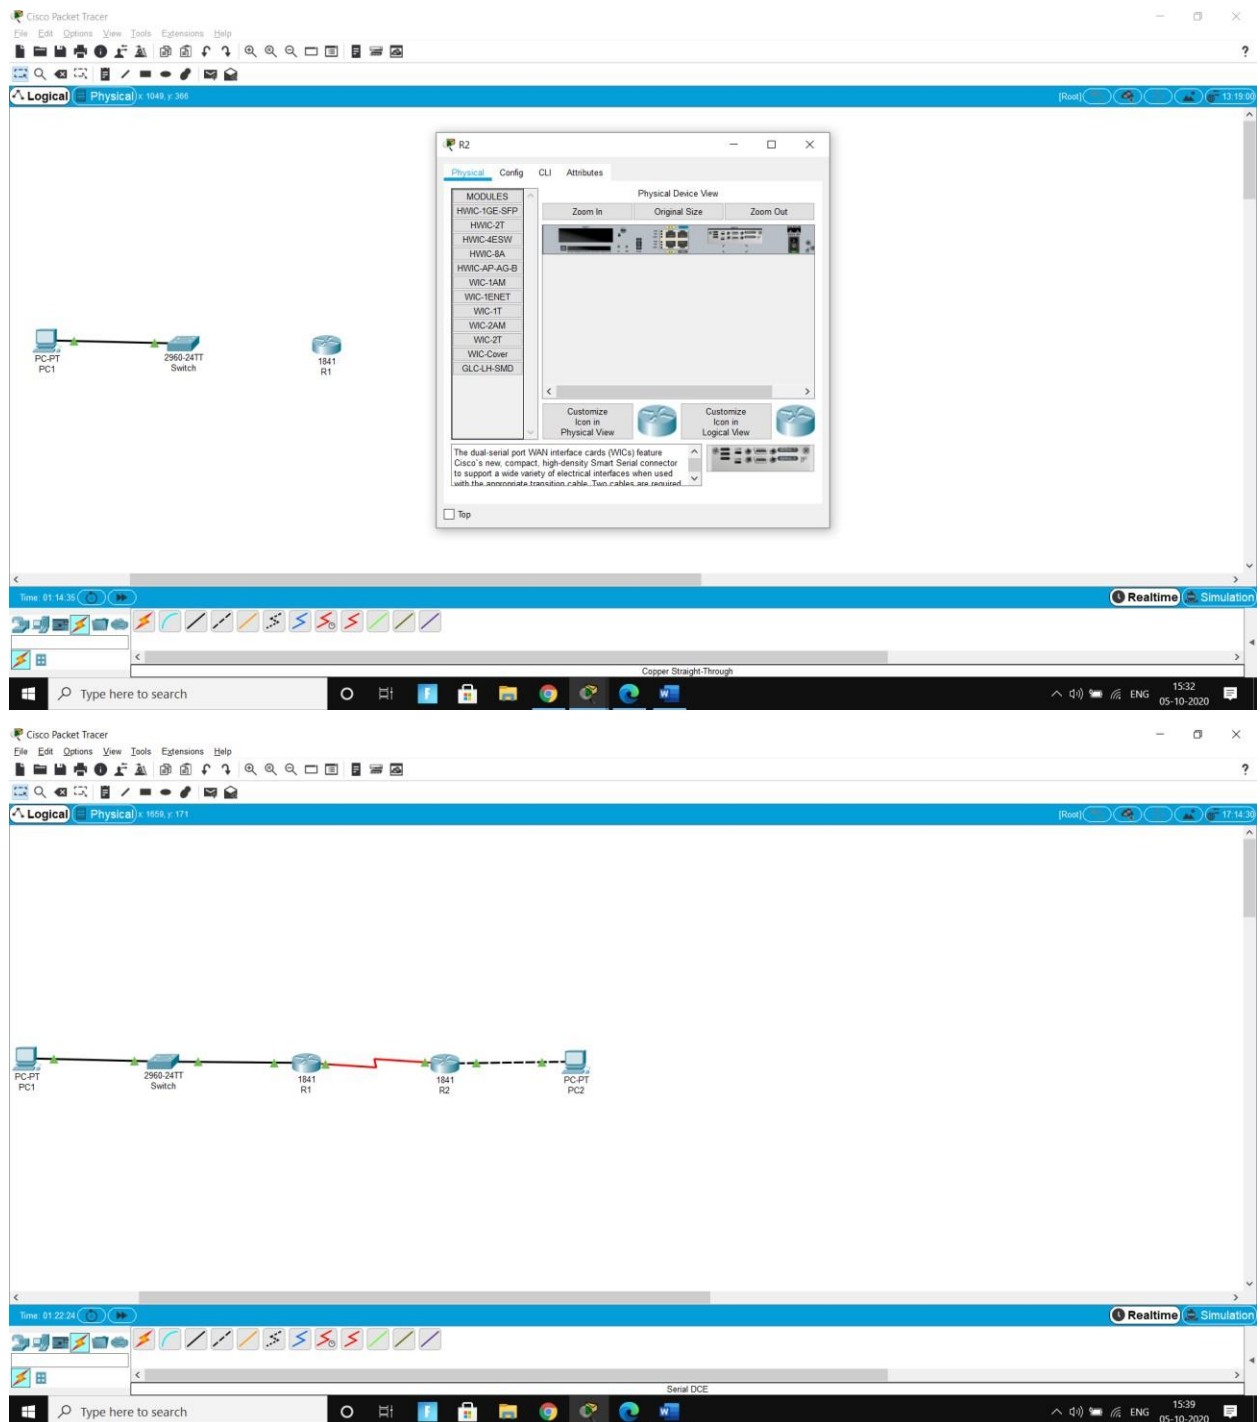 Cisco Packet Tracer
File Edit Options View Tools Extensions Help
?
Logical Physical x: 1049, y: 366 [Root] 13:19:00
R2
Physical Config CLI Attributes
MODULES
HWIC-1GE-SFP
HWIC-2T
HWIC-4ESW
HWIC-8A
HWIC-AP-AG-B
WIC-1AM
WIC-1ENET
WIC-1T
WIC-2AM
WIC-2T
WIC-Cover
GLC-LH-SMD
Physical Device View
Zoom In Original Size Zoom Out
Customize Icon in Physical View
Customize Icon in Logical View
The dual-serial port WAN interface cards (WICs) feature
Cisco's new, compact, high-density Smart Serial connector
to support a wide variety of electrical interfaces when used
with the appropriate transition cable. Two cables are required
Top
PC-PT
PC1
2960-24TT
Switch
1841
R1
Time: 01:14:35
Realtime Simulation
Copper Straight-Through
Type here to search
ENG 15:32
05-10-2020
Cisco Packet Tracer
File Edit Options View Tools Extensions Help
?
Logical Physical x: 1659, y: 171 [Root] 17:14:30
PC-PT
PC1
2960-24TT
Switch
1841
R1
1841
R2
PC-PT
PC2
Time: 01:22:24
Realtime Simulation
Serial DCE
Type here to search
ENG 15:39
05-10-2020